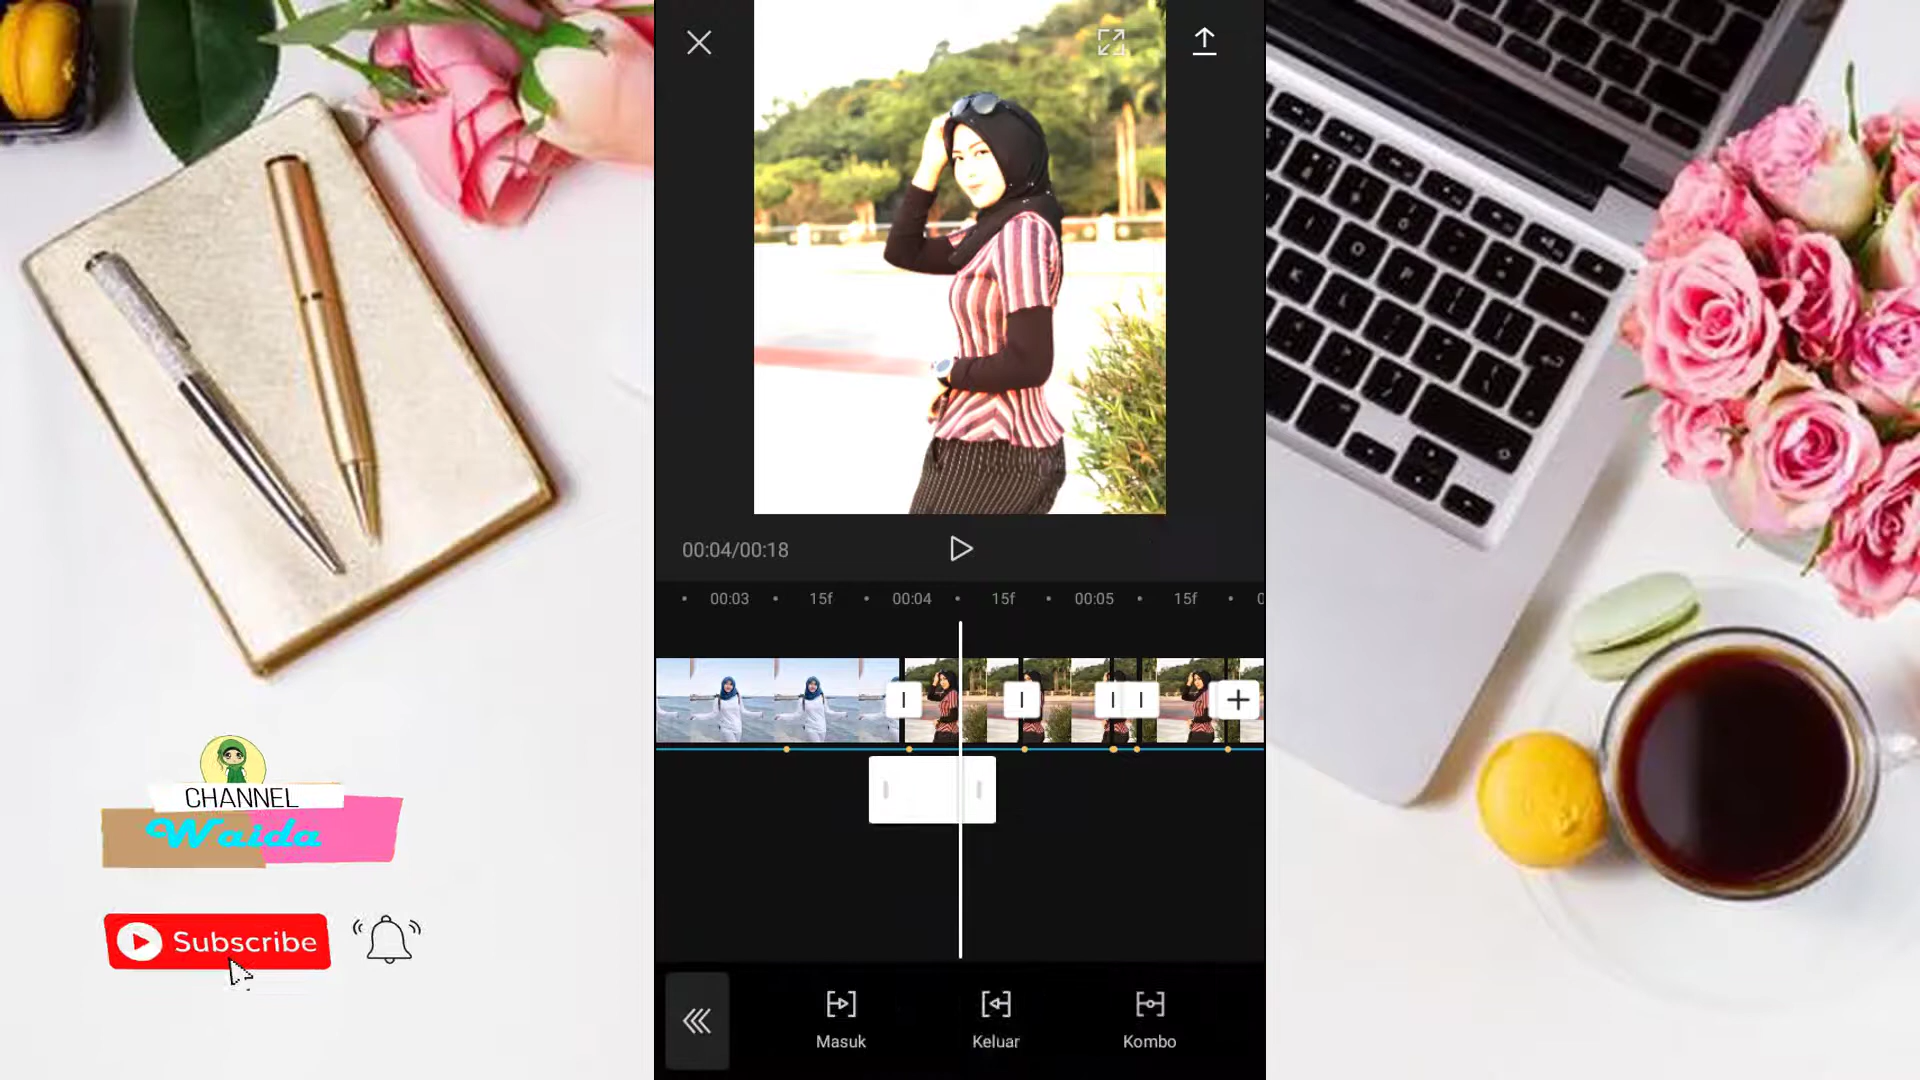 00:04/00:18
00:03 15f 00:04 15f 00:05 15f
CHANNEL
Waida
Subscribe
Masuk Keluar Kombo